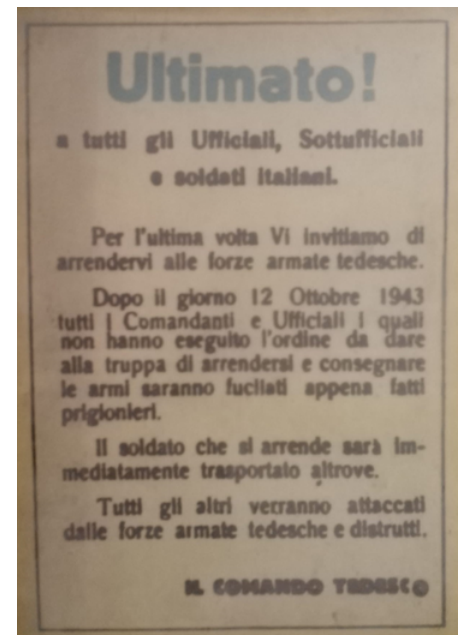 Ultimato!
a tutti gli Ufficiali, Sottufficiali
e soldati italiani.
Per l'ultima volta Vi invitiamo di
arrendervi alle forze armate tedesche.
Dopo il giorno 12 Ottobre 1943
tutti i Comandanti e Ufficiali i quali
non hanno eseguito l'ordine da dare
alla truppa di arrendersi e consegnare
le armi saranno fucilati appena fatti
prigionieri.
Il soldato che si arrende sarà im-
mediatamente trasportato altrove.
Tutti gli altri verranno attaccati
dalle forze armate tedesche e distrutti.
IL COMANDO TEDESCO